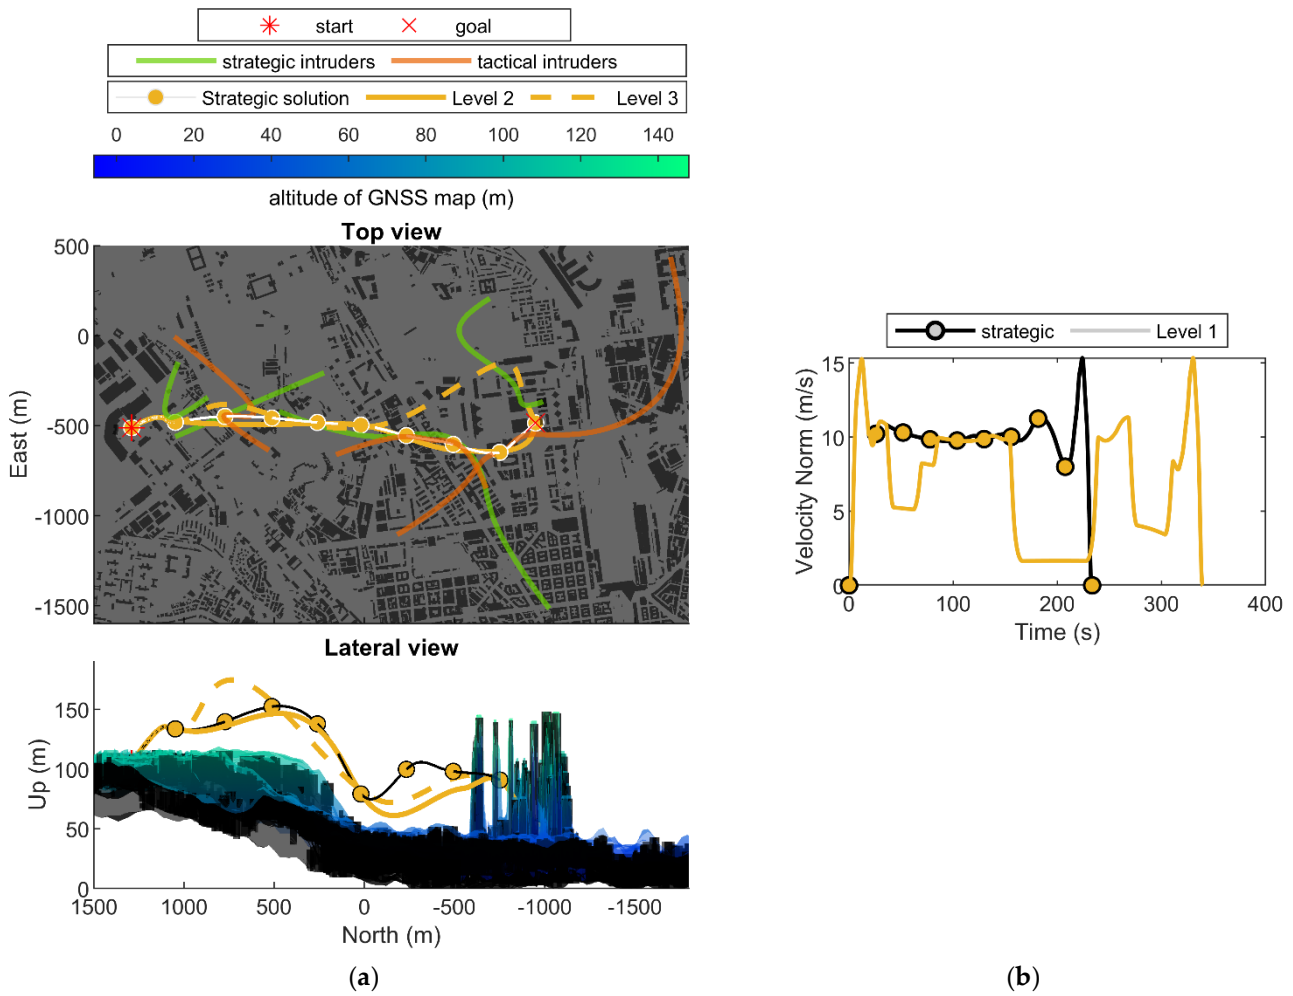 start goal
strategic intruders tactical intruders
Strategic solution Level 2 Level 3
0 20 40 60 80 100 120 140
altitude of GNSS map (m)
Top view
500
0
-500
-1000
-1500
East (m)
Lateral view
150
100
50
0
Up (m)
1500 1000 500 0 -500 -1000 -1500
North (m)
(a)
strategic Level 1
15
10
5
0
Velocity Norm (m/s)
0 100 200 300 400
Time (s)
(b)